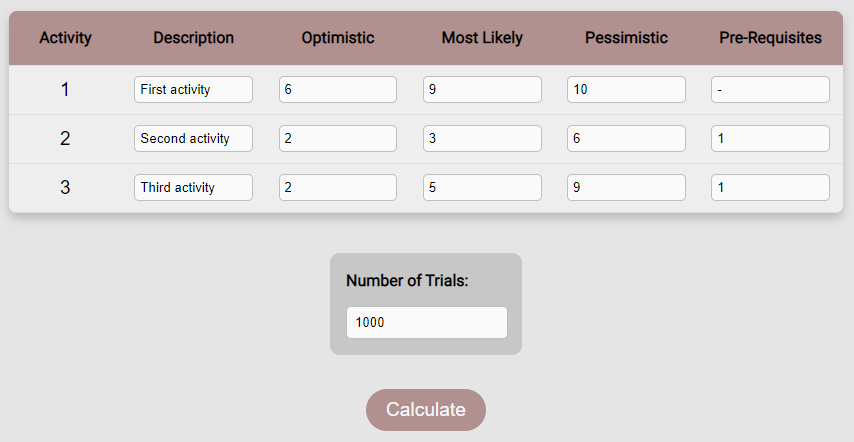 Activity Description Optimistic Most Likely Pessimistic Pre-Requisites
1 First activity 6 9 10 -
2 Second activity 2 3 6 1
3 Third activity 2 5 9 1
Number of Trials:
1000
Calculate